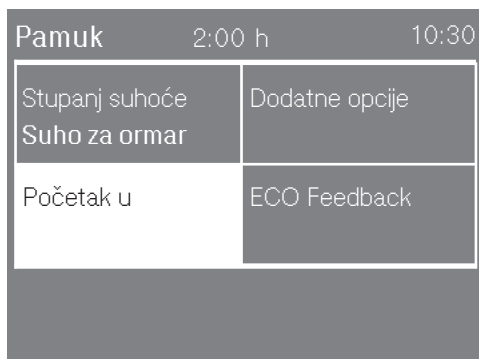 Pamuk 2:00 h 10:30
Stupanj suhoće Dodatne opcije
Suho za ormar
Početak u ECO Feedback